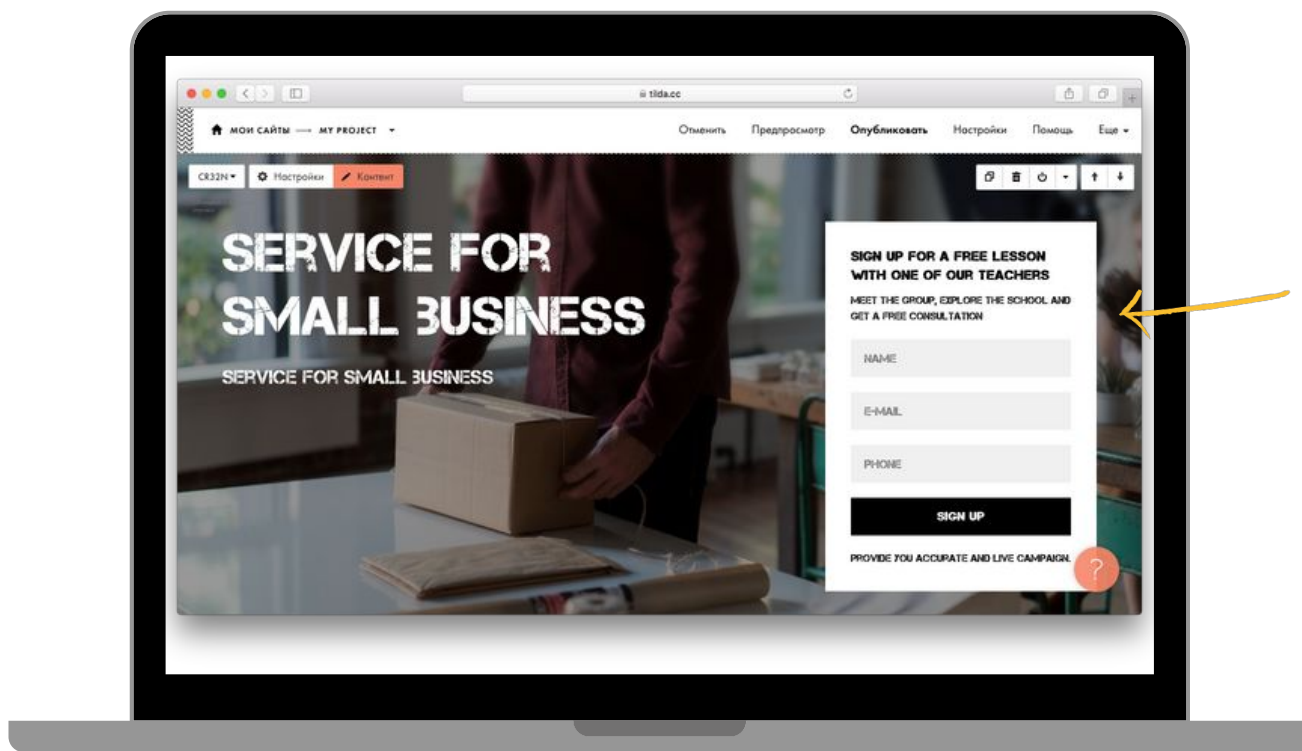 tilda.cc
МОИ САЙТЫ — MY PROJECT
Отменить Предпросмотр Опубликовать Настройки Помощь Еще
CR32N Настройки Контент
SERVICE FOR
SMALL BUSINESS
SERVICE FOR SMALL BUSINESS
SIGN UP FOR A FREE LESSON
WITH ONE OF OUR TEACHERS
MEET THE GROUP, EXPLORE THE SCHOOL AND
GET A FREE CONSULTATION
NAME
E-MAIL
PHONE
SIGN UP
PROVIDE YOU ACCURATE AND LIVE CAMPAIGN.
?